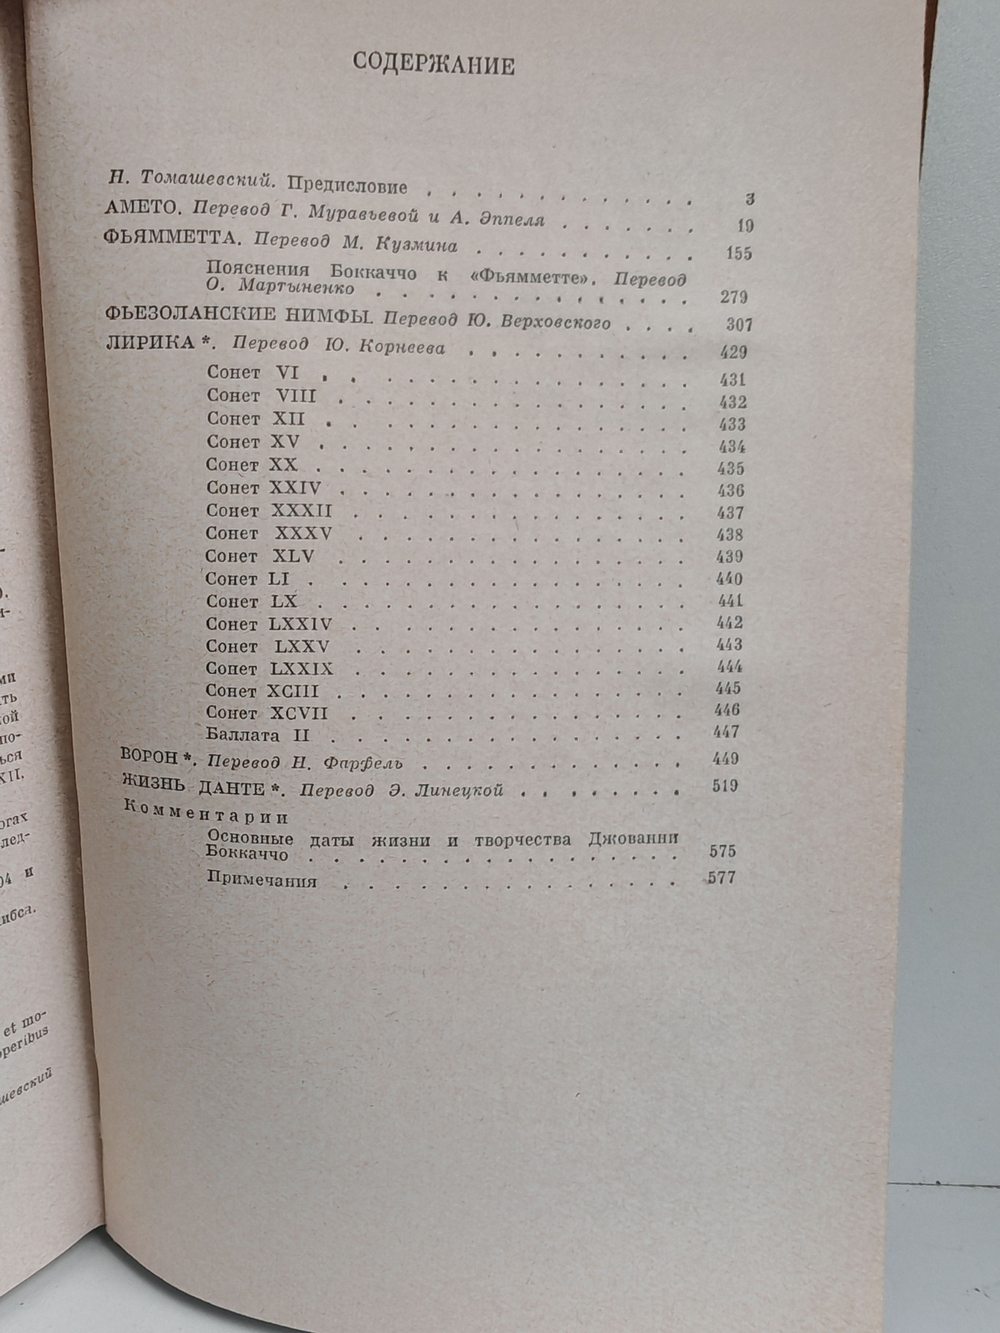 СОДЕРЖАНИЕ
Н. Томашевский. Предисловие . . . . . . . . . . . 3
АМЕТО. Перевод Г. Муравьевой и А. Эппеля . . . . . . 19
ФЬЯММЕТТА. Перевод М. Кузмина . . . . . . . . . 155
Пояснения Боккаччо к «Фьямметте». Перевод
О. Мартыненко . . . . . . . . . . . . . 279
ФЬЕЗОЛАНСКИЕ НИМФЫ. Перевод Ю. Верховского . . . . 307
ЛИРИКА *. Перевод Ю. Корнеева . . . . . . . . . . 429
Сонет VI . . . . . . . . . . . . . . . 431
Сонет VIII . . . . . . . . . . . . . . . 432
Сонет XII . . . . . . . . . . . . . . . 433
Сонет XV . . . . . . . . . . . . . . . 434
Сонет XX . . . . . . . . . . . . . . . 435
Сонет XXIV . . . . . . . . . . . . . . . 436
Сонет XXXII . . . . . . . . . . . . . . 437
Сонет XXXV . . . . . . . . . . . . . . 438
Сонет XLV . . . . . . . . . . . . . . . 439
Сонет LI . . . . . . . . . . . . . . . . 440
Сонет LX . . . . . . . . . . . . . . . 441
Сонет LXXIV . . . . . . . . . . . . . . 442
Сонет LXXV . . . . . . . . . . . . . . 443
Сонет LXXIX . . . . . . . . . . . . . . 444
Сонет XCIII . . . . . . . . . . . . . . 445
Сонет XCVII . . . . . . . . . . . . . . 446
Баллата II . . . . . . . . . . . . . . . 447
ВОРОН *. Перевод Н. Фарфель . . . . . . . . . . . 449
ЖИЗНЬ ДАНТЕ *. Перевод Э. Линецкой . . . . . . . 519
Комментарии
Основные даты жизни и творчества Джованни
Боккаччо . . . . . . . . . . . . . . . . 575
Примечания . . . . . . . . . . . . . . 577
et mo-